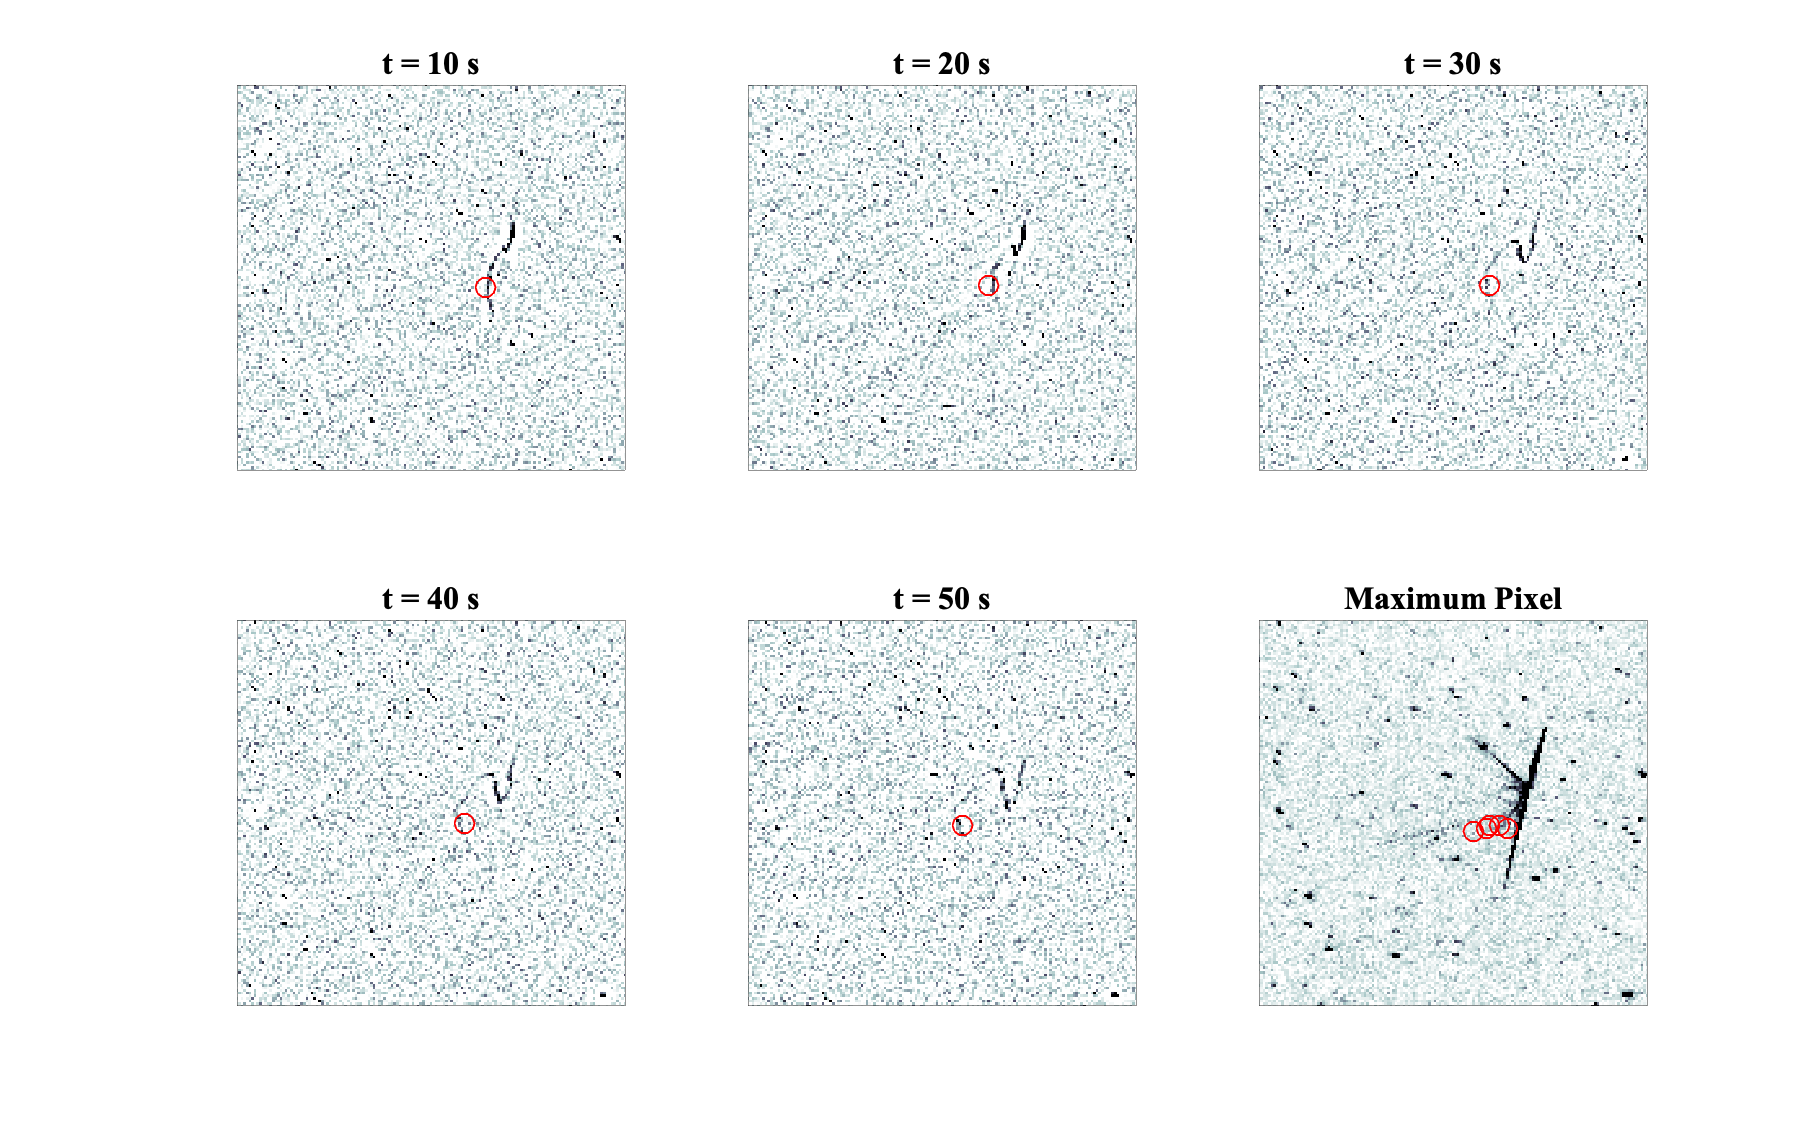 t = 10 s
t = 20 s
t = 30 s
t = 40 s
t = 50 s
Maximum Pixel